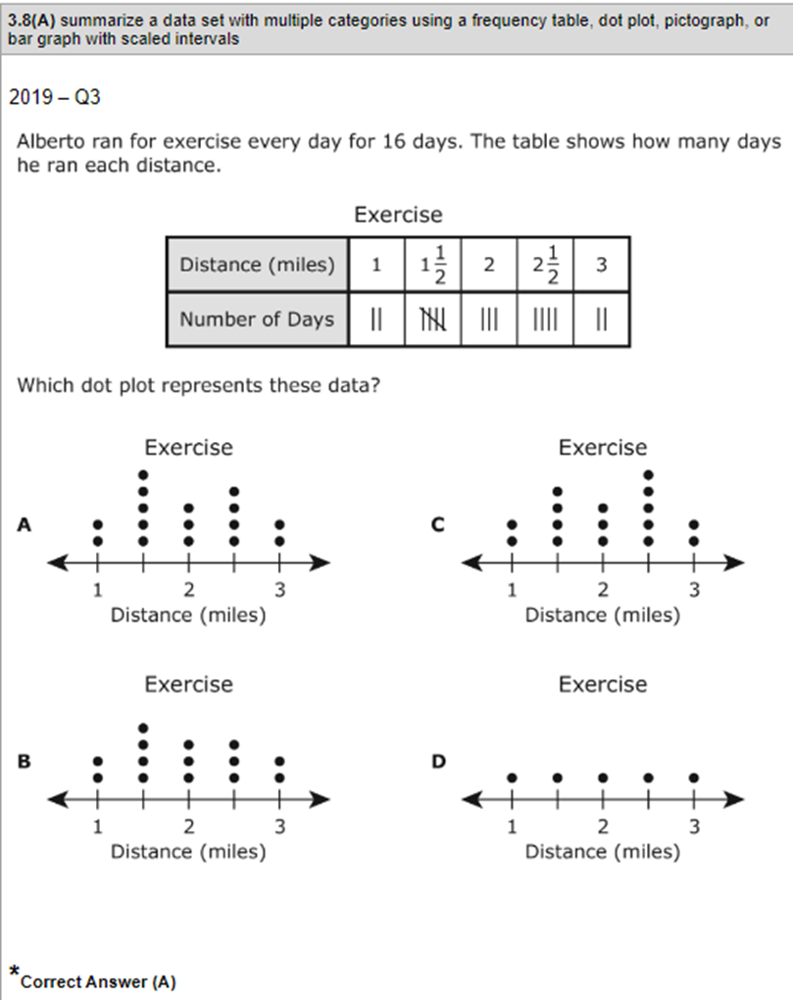 3.8(A) summarize a data set with multiple categories using a frequency table, dot plot, pictograph, or
bar graph with scaled intervals
2019 – Q3
Alberto ran for exercise every day for 16 days. The table shows how many days
he ran each distance.
Exercise
Distance (miles) 1 1 1/2 2 2 1/2 3
Number of Days
Which dot plot represents these data?
Exercise
A
1 2 3
Distance (miles)
Exercise
C
1 2 3
Distance (miles)
Exercise
B
1 2 3
Distance (miles)
Exercise
D
1 2 3
Distance (miles)
*Correct Answer (A)